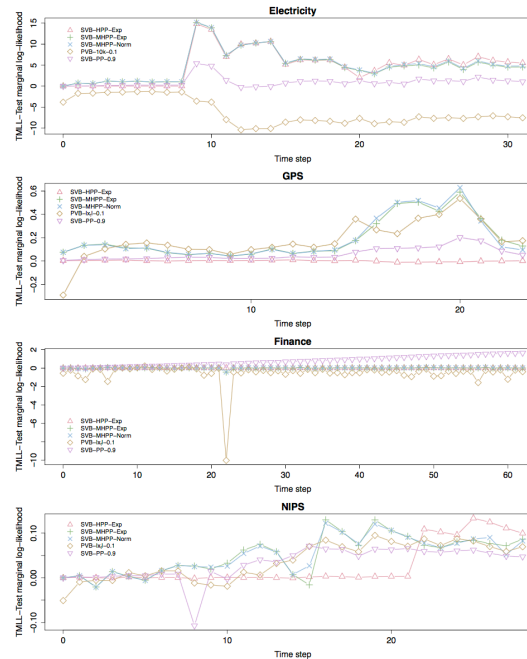 Electricity
TMLL−Test marginal log−likelihood
15
10
5
0
−5
−10
SVB−HPP−Exp
SVB−MHPP−Exp
SVB−MHPP−Norm
PVB−10k−0.1
SVB−PP−0.9
0 5 10 15 20 25 30
Time step
GPS
TMLL−Test marginal log−likelihood
0.6
0.4
0.2
0.0
−0.2
SVB−HPP−Exp
SVB−MHPP−Exp
SVB−MHPP−Norm
PVB−lxJ−0.1
SVB−PP−0.9
10 20
Time step
Finance
TMLL−Test marginal log−likelihood
2
0
−2
−4
−6
−8
−10
SVB−HPP−Exp
SVB−MHPP−Exp
SVB−MHPP−Norm
PVB−lxJ−0.1
SVB−PP−0.9
0 10 20 30 40 50 60
Time step
NIPS
TMLL−Test marginal log−likelihood
0.10
0.00
−0.10
SVB−HPP−Exp
SVB−MHPP−Exp
SVB−MHPP−Norm
PVB−lxJ−0.1
SVB−PP−0.9
0 10 20
Time step